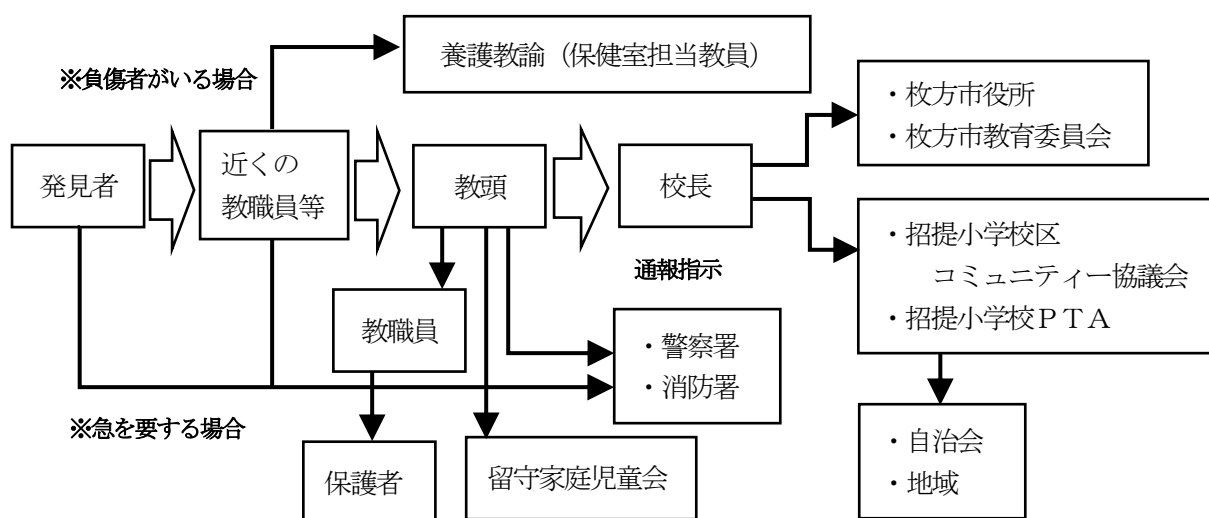 養護教諭（保健室担当教員）
※負傷者がいる場合
・枚方市役所
・枚方市教育委員会
発見者
近くの
教職員等
教頭
校長
・招提小学校区
コミュニティー協議会
・招提小学校ＰＴＡ
通報指示
教職員
・警察署
・消防署
※急を要する場合
保護者
留守家庭児童会
・自治会
・地域